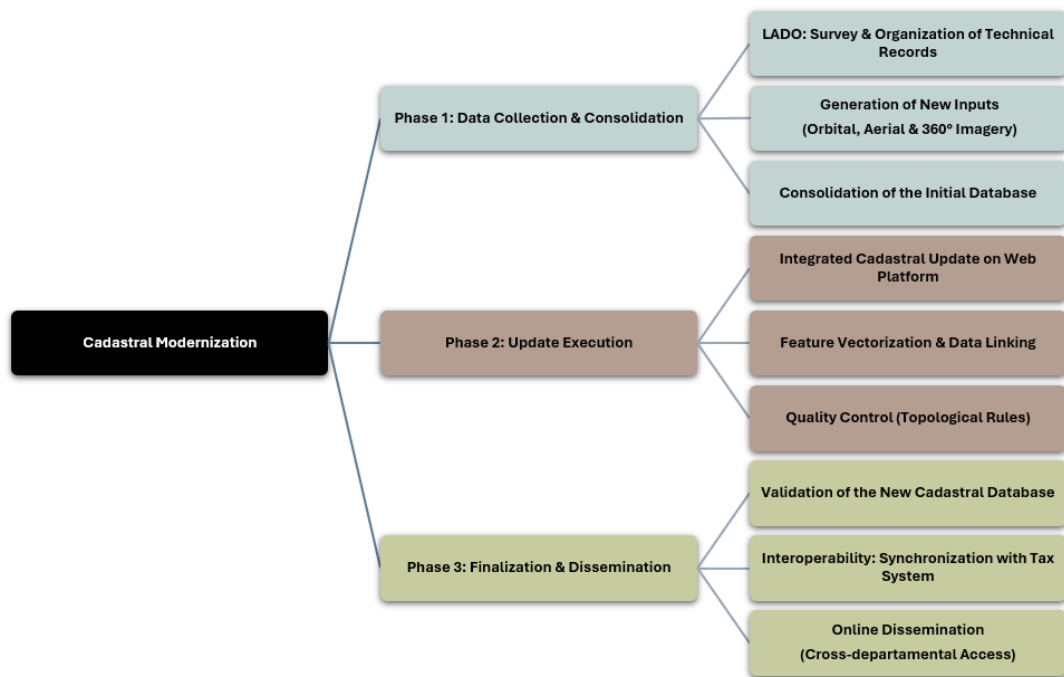 Cadastral Modernization
Phase 1: Data Collection & Consolidation
LADO: Survey & Organization of Technical
Records
Generation of New Inputs
(Orbital, Aerial & 360° Imagery)
Consolidation of the Initial Database
Phase 2: Update Execution
Integrated Cadastral Update on Web
Platform
Feature Vectorization & Data Linking
Quality Control (Topological Rules)
Phase 3: Finalization & Dissemination
Validation of the New Cadastral Database
Interoperability: Synchronization with Tax
System
Online Dissemination
(Cross-departamental Access)